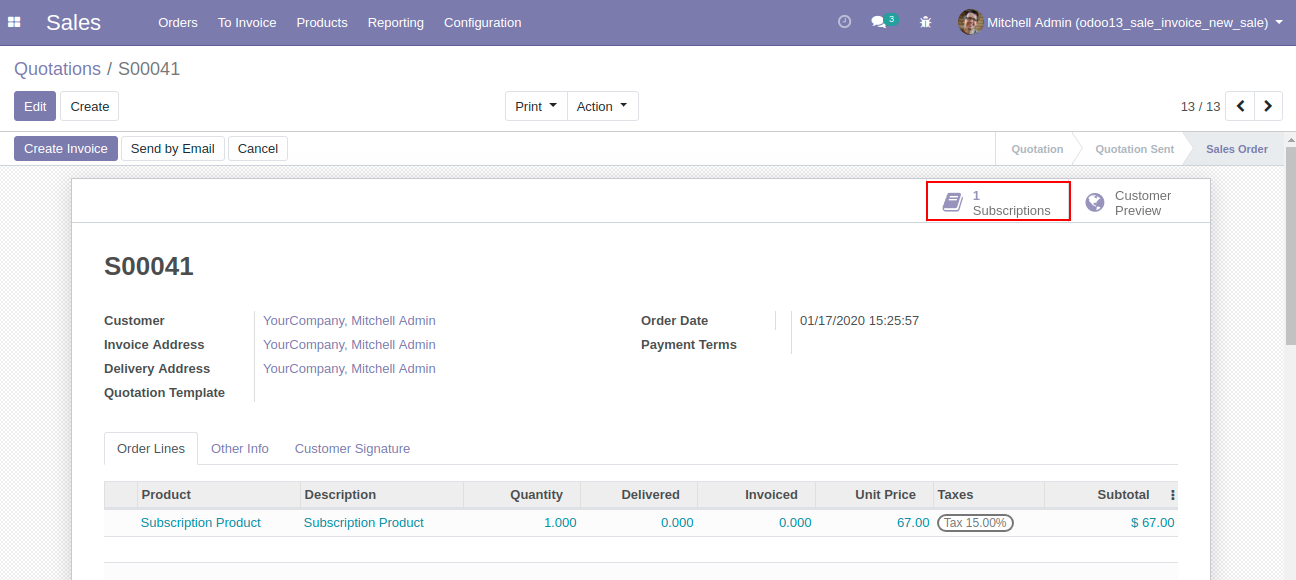 Sales Orders To Invoice Products Reporting Configuration 3 Mitchell Admin (odoo13_sale_invoice_new_sale)
Quotations / S00041
Edit Create Print Action 13 / 13
Create Invoice Send by Email Cancel Quotation Quotation Sent Sales Order
1
Subscriptions
Customer
Preview
S00041
Customer YourCompany, Mitchell Admin Order Date 01/17/2020 15:25:57
Invoice Address YourCompany, Mitchell Admin Payment Terms
Delivery Address YourCompany, Mitchell Admin
Quotation Template
Order Lines Other Info Customer Signature
Product Description Quantity Delivered Invoiced Unit Price Taxes Subtotal
Subscription Product Subscription Product 1.000 0.000 0.000 67.00 Tax 15.00% $ 67.00